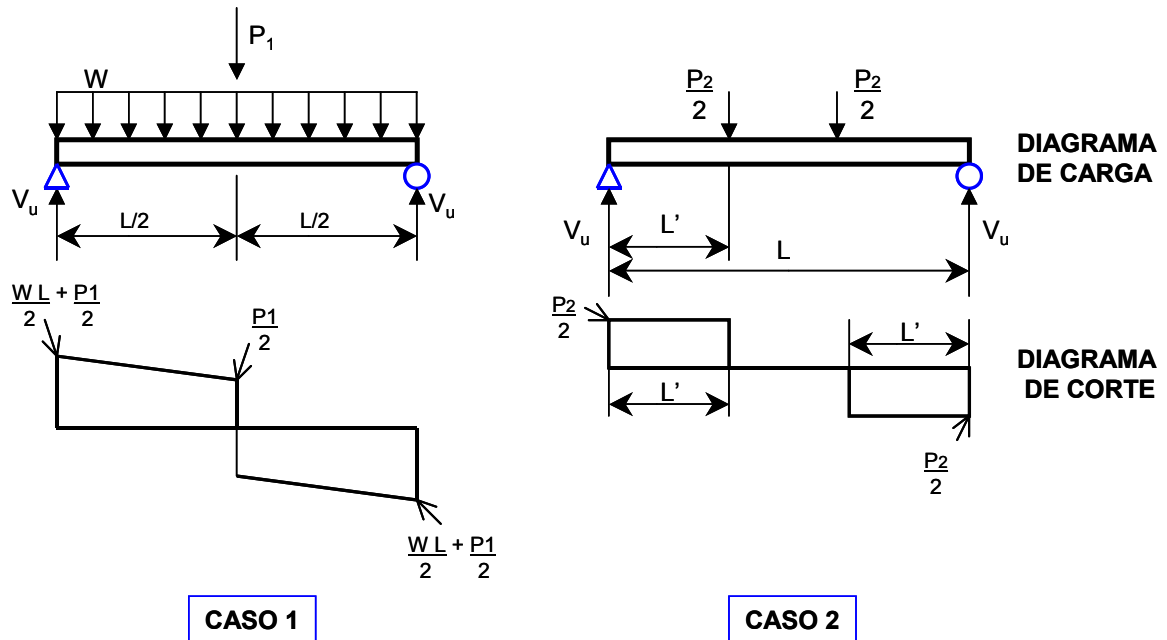 P1
W
Vu
Vu
L/2
L/2
W L + P1
2 2
P1
2
W L + P1
2 2
CASO 1
P2
2
P2
2
DIAGRAMA
DE CARGA
Vu
Vu
L’
L
P2
2
L’
L’
DIAGRAMA
DE CORTE
P2
2
CASO 2